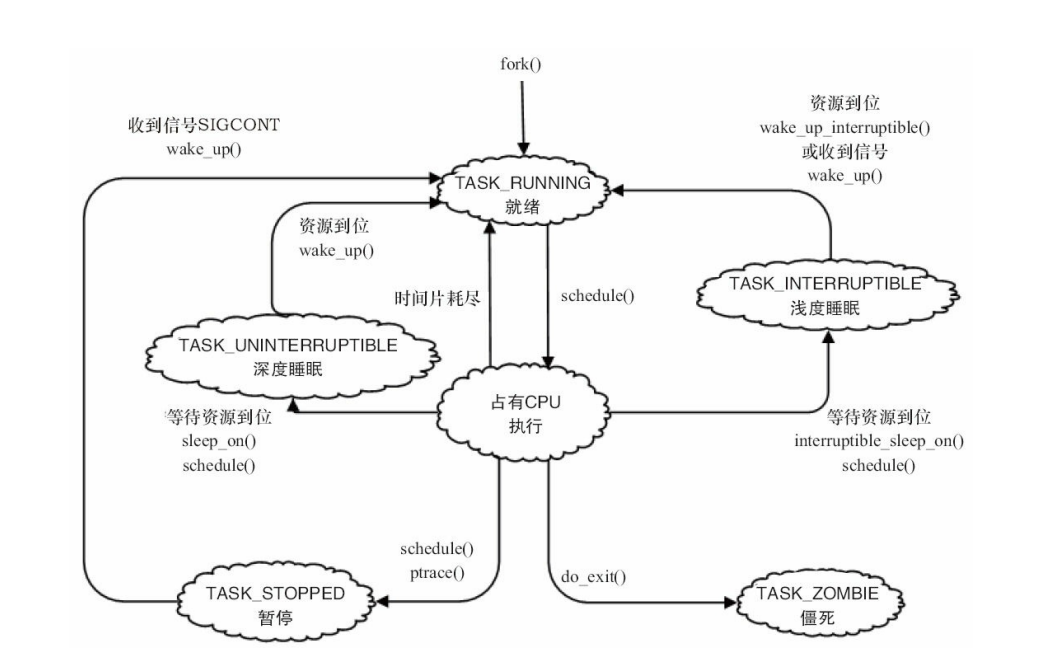 fork()
收到信号SIGCONT
wake_up()
资源到位
wake_up_interruptible()
或收到信号
wake_up()
TASK_RUNNING
就绪
资源到位
wake_up()
时间片耗尽
schedule()
TASK_INTERRUPTIBLE
浅度睡眠
TASK_UNINTERRUPTIBLE
深度睡眠
占有CPU
执行
等待资源到位
sleep_on()
schedule()
等待资源到位
interruptible_sleep_on()
schedule()
schedule()
ptrace()
do_exit()
TASK_STOPPED
暂停
TASK_ZOMBIE
僵死